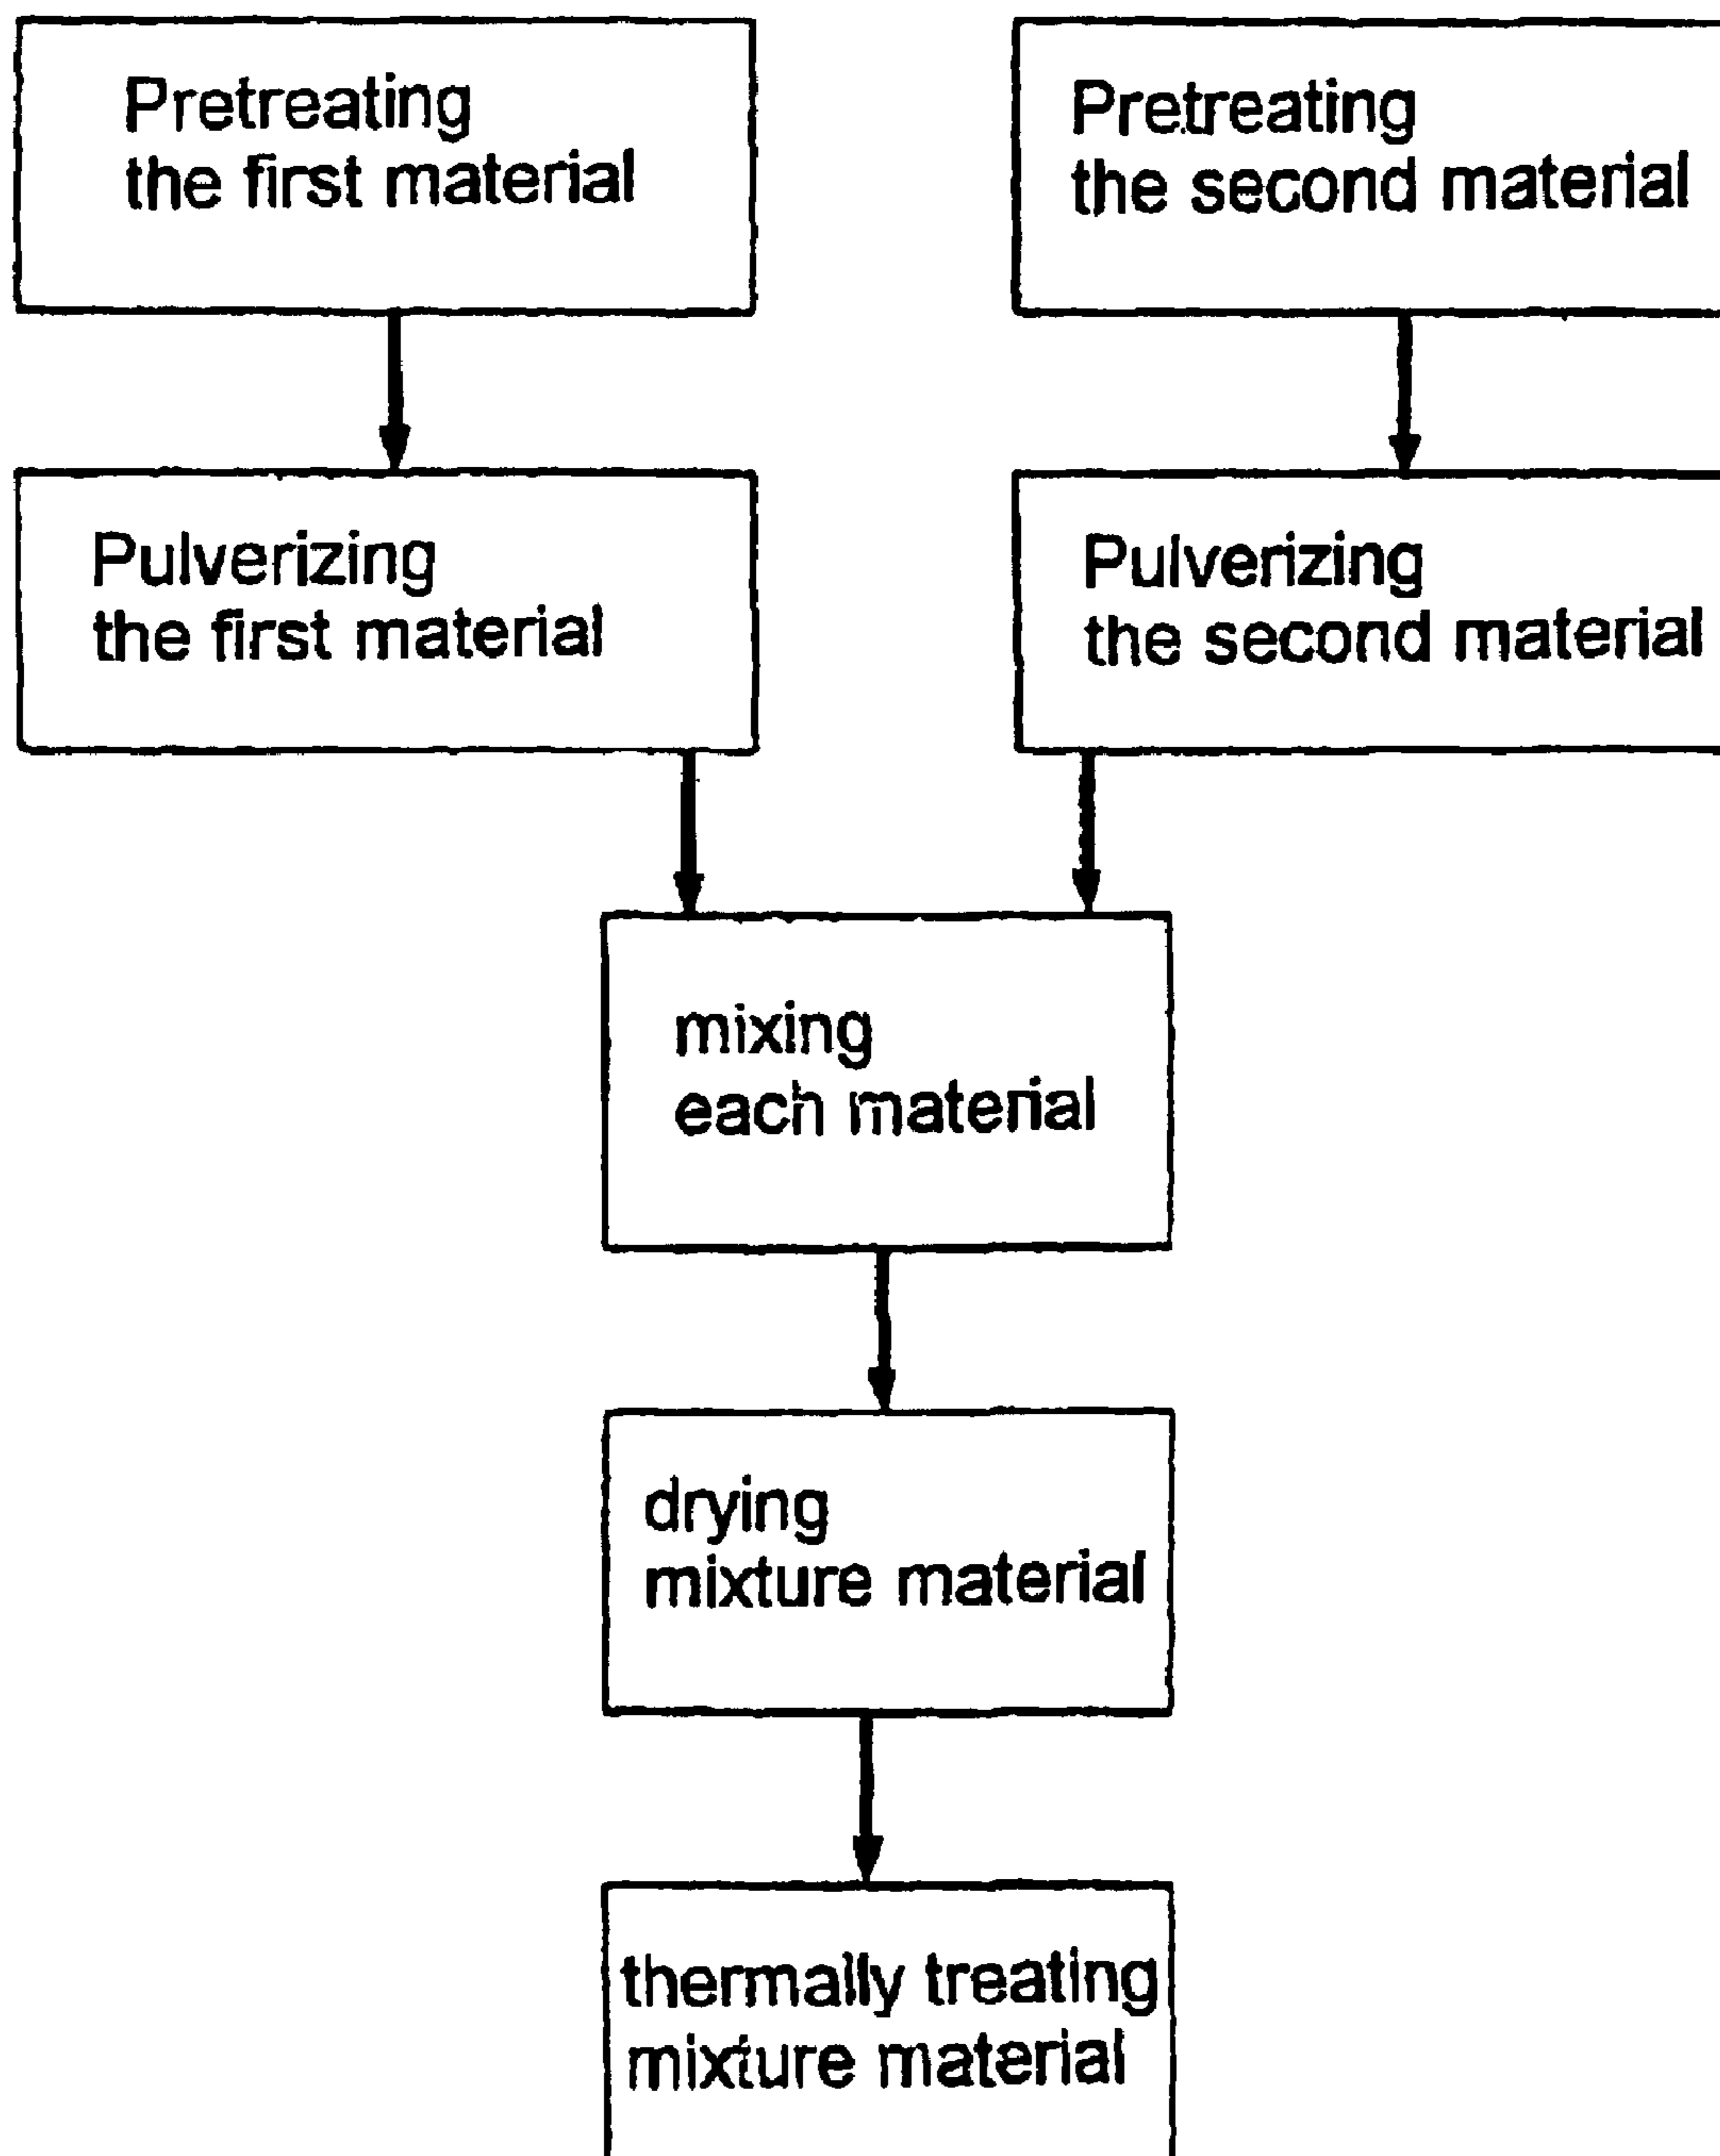 Pretreating
the first material
Pretreating
the second material
Pulverizing
the first material
Pulverizing
the second material
mixing
each material
drying
mixture material
thermally treating
mixture material